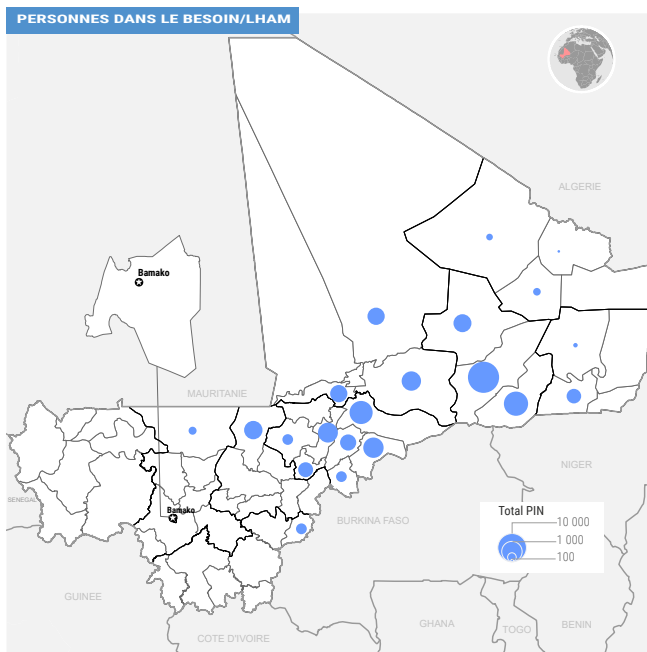 PERSONNES DANS LE BESOIN/LHAM
ALGERIE
Bamako
MAURITANIE
NIGER
SENEGAL
Bamako
BURKINA FASO
Total PIN
10 000
1 000
100
GUINEE
GHANA
TOGO
BENIN
COTE D'IVOIRE